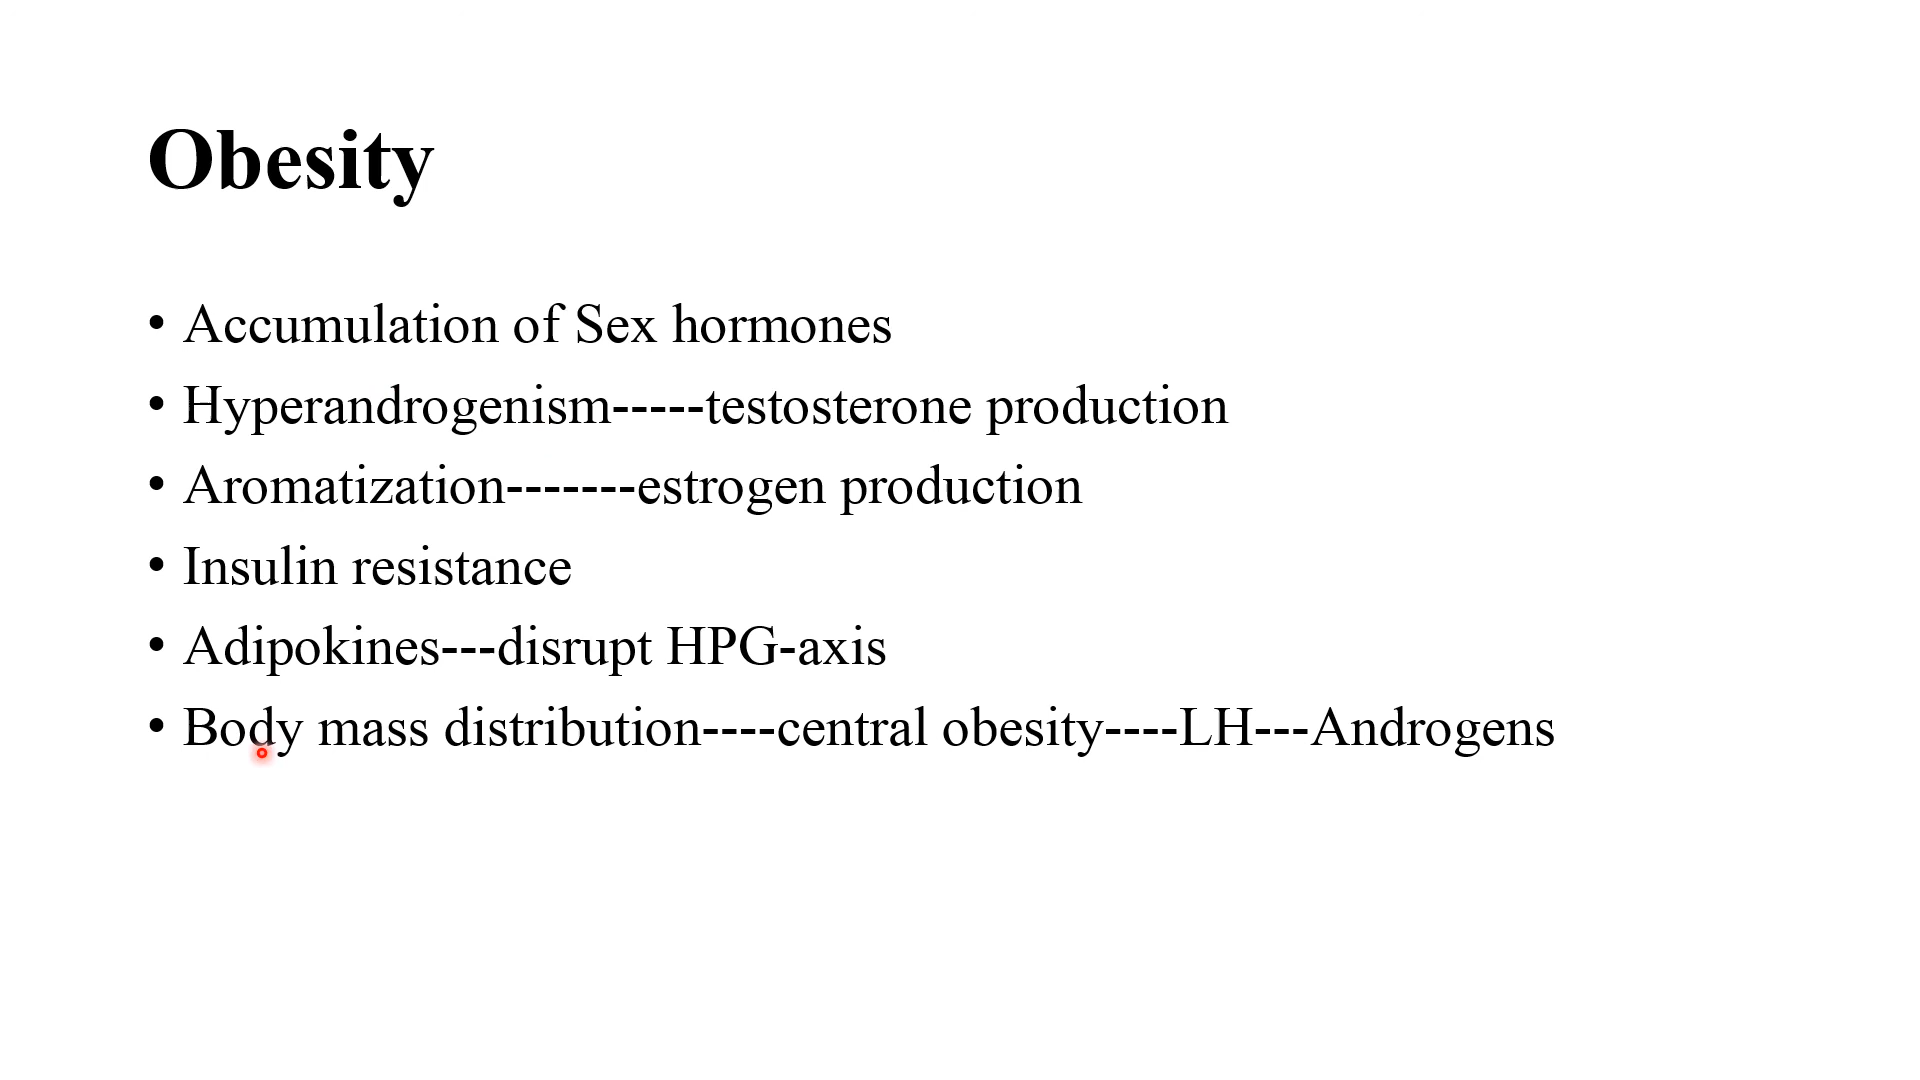 Obesity
• Accumulation of Sex hormones
• Hyperandrogenism-----testosterone production
• Aromatization-------estrogen production
• Insulin resistance
• Adipokines---disrupt HPG-axis
• Body mass distribution----central obesity----LH---Androgens